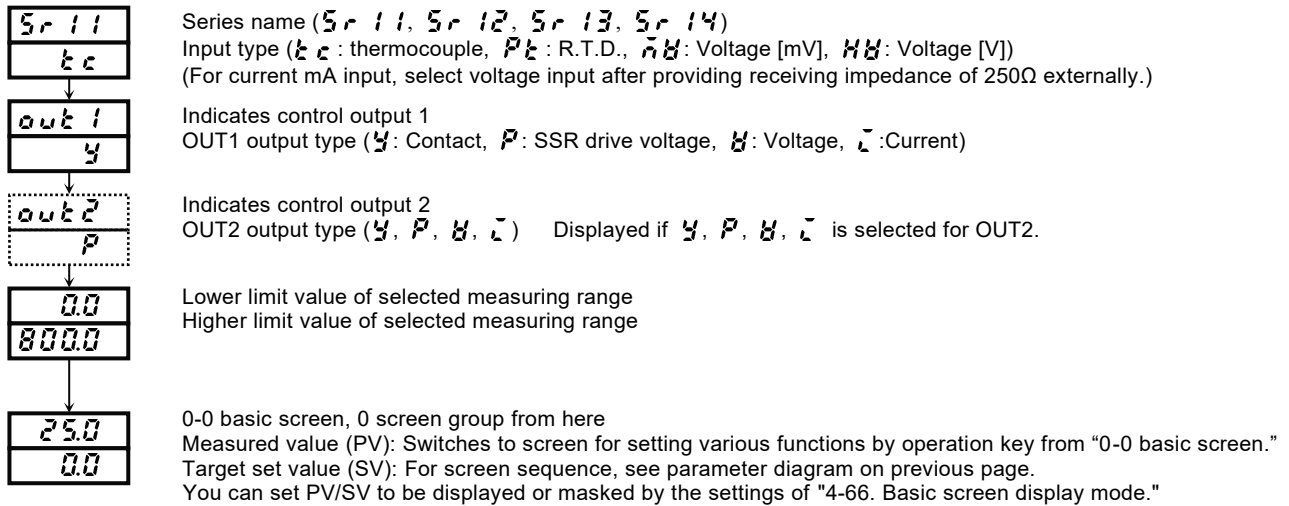 Sr 11
tc
Series name (Sr 11, Sr 12, Sr 13, Sr 14)
Input type (tc: thermocouple, Pt: R.T.D., : Voltage [mV], : Voltage [V])
(For current mA input, select voltage input after providing receiving impedance of 250Ω externally.)
out 1
Y
Indicates control output 1
OUT1 output type (Y: Contact, P: SSR drive voltage, : Voltage, i :Current)
out2
P
Indicates control output 2
OUT2 output type (Y, P, , i) Displayed if Y, P, , i is selected for OUT2.
0.0
800.0
Lower limit value of selected measuring range
Higher limit value of selected measuring range
25.0
0.0
0-0 basic screen, 0 screen group from here
Measured value (PV): Switches to screen for setting various functions by operation key from “0-0 basic screen.”
Target set value (SV): For screen sequence, see parameter diagram on previous page.
You can set PV/SV to be displayed or masked by the settings of "4-66. Basic screen display mode."